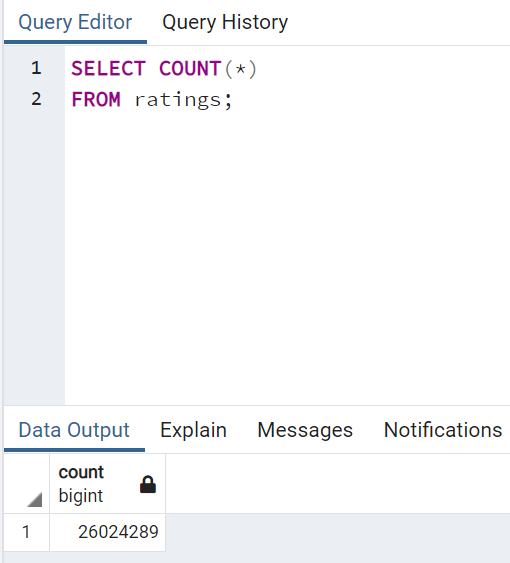 Query Editor Query History
1 SELECT COUNT(*)
2 FROM ratings;
Data Output Explain Messages Notifications
count
bigint
1 26024289